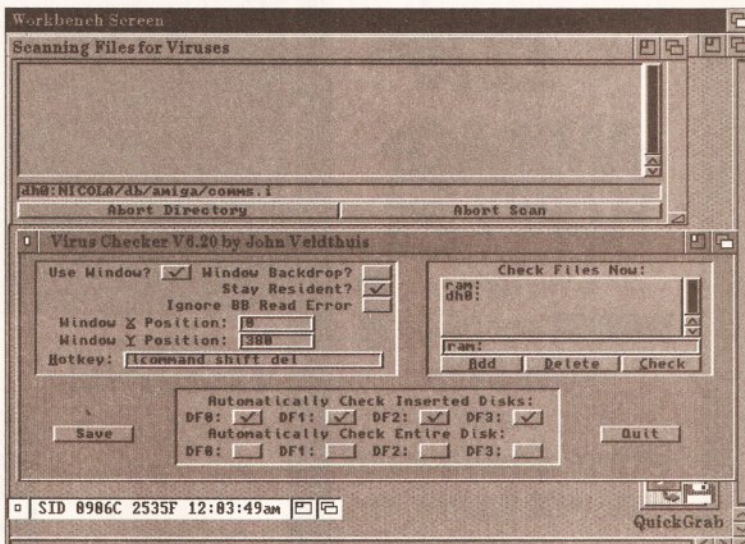 Workbench Screen
Scanning Files for Viruses
dh0:NICOLA/db/amiga/comms.i
Abort Directory Abort Scan
Virus Checker V6.20 by John Veldthuis
Use Window? Window Backdrop?
Stay Resident?
Ignore BB Read Error
Window X Position: 0
Window Y Position: 380
Hotkey: lcommand shift del
Check Files Now:
ram:
dh0:
ram:
Add Delete Check
Automatically Check Inserted Disks:
DF0: DF1: DF2: DF3:
Automatically Check Entire Disk:
DF0: DF1: DF2: DF3:
Save
Quit
SID 8906C 2535F 12:03:49am
QuickGrab